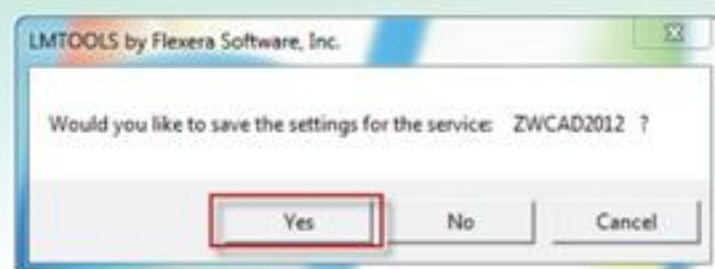 LMTOOLS by Flexera Software, Inc.
Would you like to save the settings for the service: ZWCAD2012 ?
Yes No Cancel